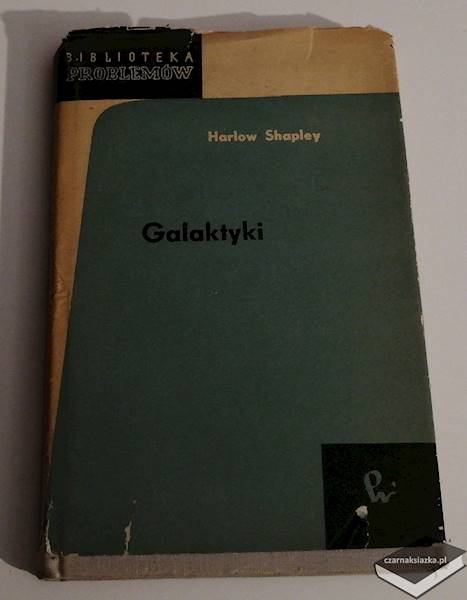 BIBLIOTEKA
PROBLEMÓW
Harlow Shapley
Galaktyki
czarnaksiazka.pl